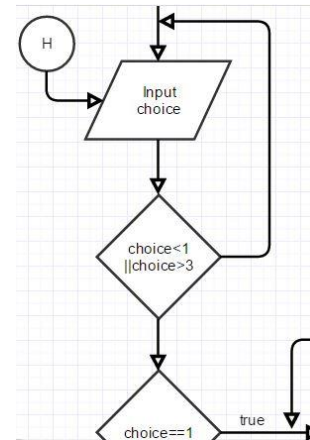 H
Input
choice
choice<1
||choice>3
choice==1
true